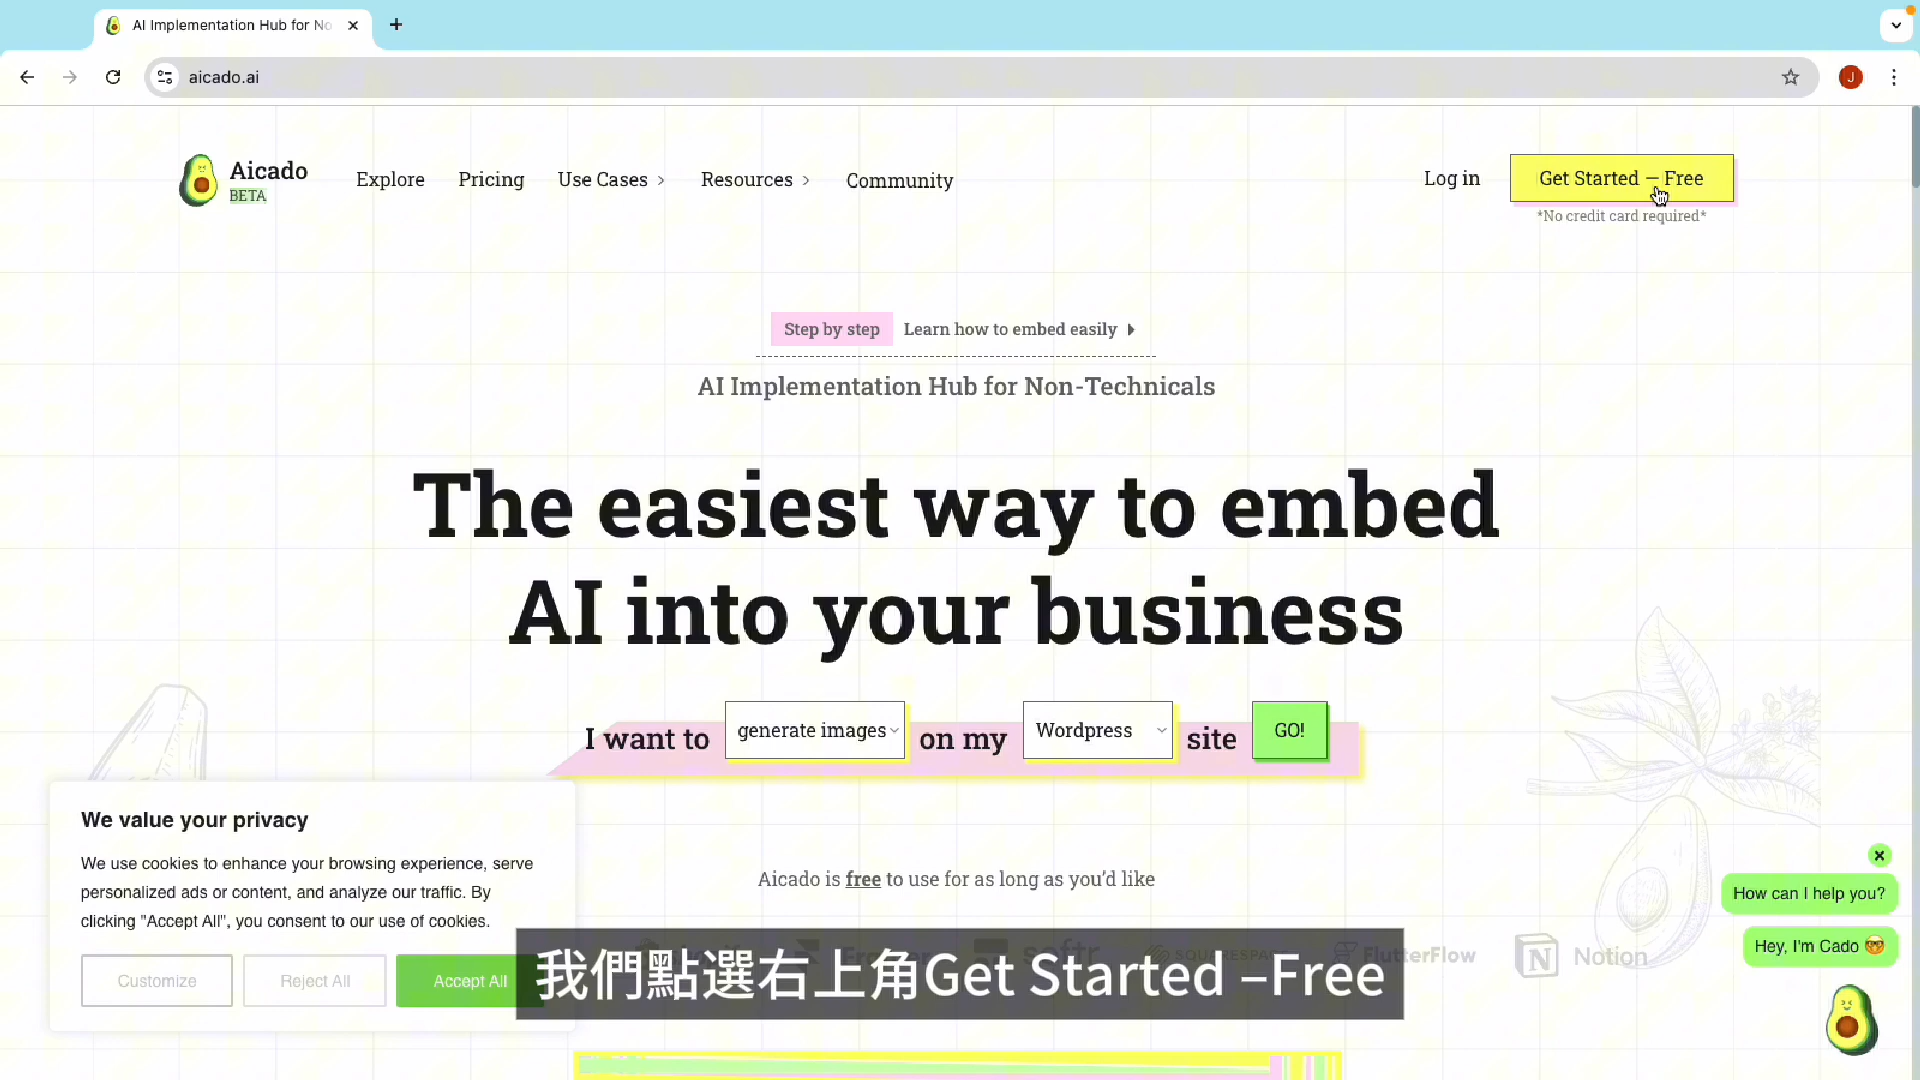 AI Implementation Hub for No
aicado.ai
J
Aicado
BETA
Explore
Pricing
Use Cases
Resources
Community
Log in
Get Started – Free
*No credit card required*
Step by step
Learn how to embed easily
AI Implementation Hub for Non-Technicals
The easiest way to embed
AI into your business
I want to
generate images
on my
Wordpress
site
GO!
We value your privacy
We use cookies to enhance your browsing experience, serve
personalized ads or content, and analyze our traffic. By
clicking "Accept All", you consent to our use of cookies.
Customize
Reject All
Accept All
Aicado is free to use for as long as you'd like
softr
SQUARESPACE
FlutterFlow
Notion
How can I help you?
Hey, I'm Cado
我們點選右上角Get Started –Free